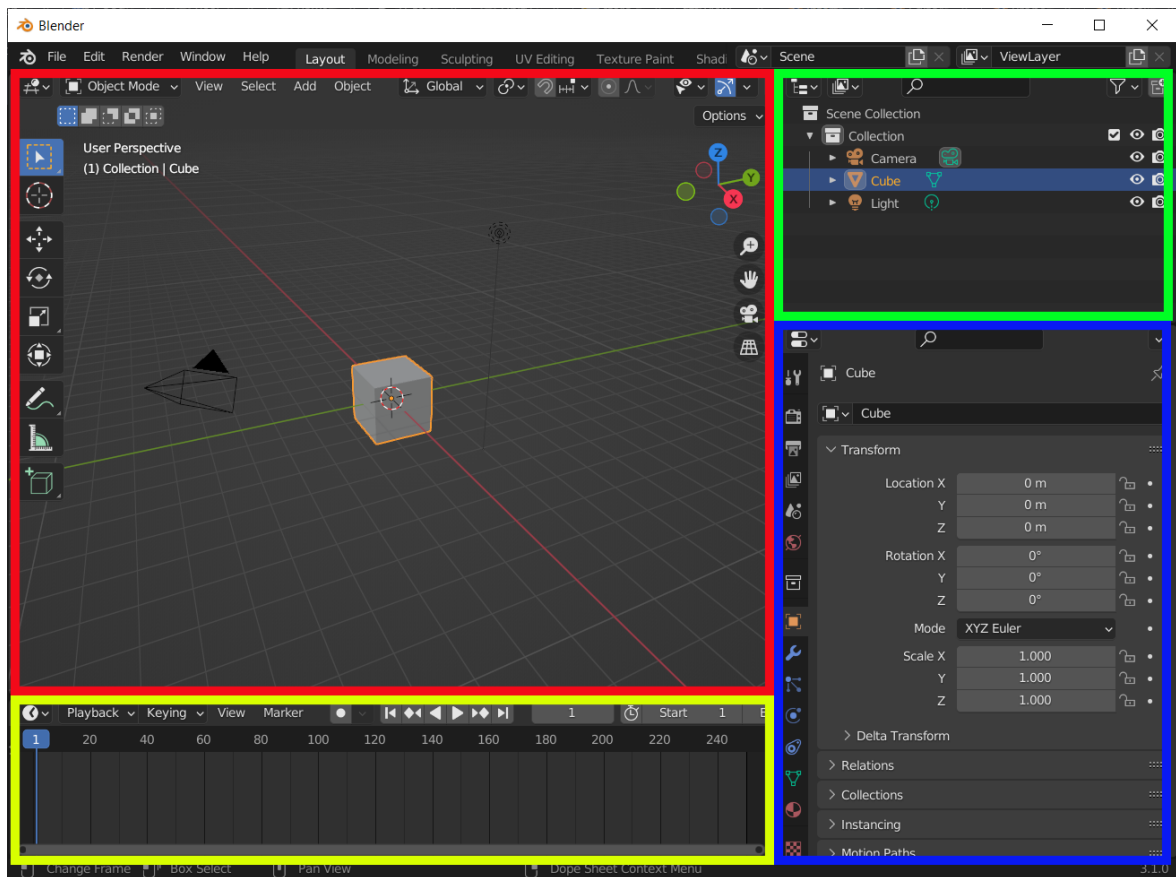 Blender
File Edit Render Window Help Layout Modeling Sculpting UV Editing Texture Paint Shadi Scene ViewLayer
Object Mode View Select Add Object Global
Options
User Perspective
(1) Collection | Cube
Z
Y
X
Scene Collection
Collection
Camera
Cube
Light
Cube
Cube
Transform
Location X 0 m
Y 0 m
Z 0 m
Rotation X 0°
Y 0°
Z 0°
Mode XYZ Euler
Scale X 1.000
Y 1.000
Z 1.000
Delta Transform
Relations
Collections
Instancing
Motion Paths
Playback Keying View Marker 1 Start 1 E
1 20 40 60 80 100 120 140 160 180 200 220 240
Change Frame Box Select Pan View Dope Sheet Context Menu 3.1.0